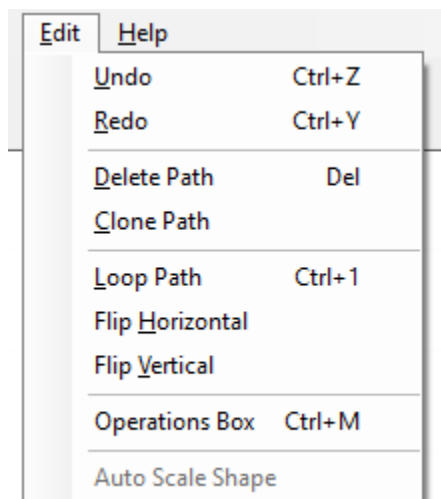 Edit Help
Undo Ctrl+Z
Redo Ctrl+Y
Delete Path Del
Clone Path
Loop Path Ctrl+1
Flip Horizontal
Flip Vertical
Operations Box Ctrl+M
Auto Scale Shape